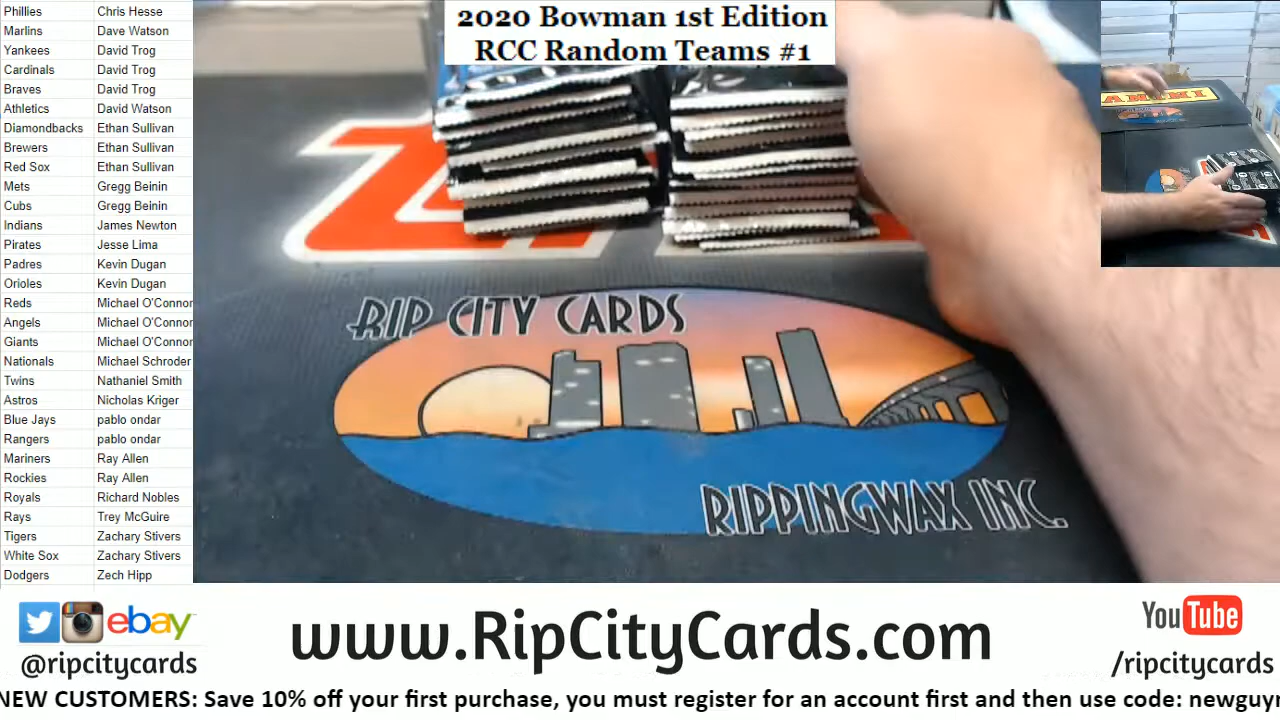 2020 Bowman 1st Edition
RCC Random Teams #1
Phillies Chris Hesse
Marlins Dave Watson
Yankees David Trog
Cardinals David Trog
Braves David Trog
Athletics David Watson
Diamondbacks Ethan Sullivan
Brewers Ethan Sullivan
Red Sox Ethan Sullivan
Mets Gregg Beinin
Cubs Gregg Beinin
Indians James Newton
Pirates Jesse Lima
Padres Kevin Dugan
Orioles Kevin Dugan
Reds Michael O'Connor
Angels Michael O'Connor
Giants Michael O'Connor
Nationals Michael Schroder
Twins Nathaniel Smith
Astros Nicholas Kriger
Blue Jays pablo ondar
Rangers pablo ondar
Mariners Ray Allen
Rockies Ray Allen
Royals Richard Nobles
Rays Trey McGuire
Tigers Zachary Stivers
White Sox Zachary Stivers
Dodgers Zech Hipp
RIP CITY CARDS
RIPPINGWAX INC.
ebay
@ripcitycards
www.RipCityCards.com
YouTube
/ripcitycards
NEW CUSTOMERS: Save 10% off your first purchase, you must register for an account first and then use code: newguy